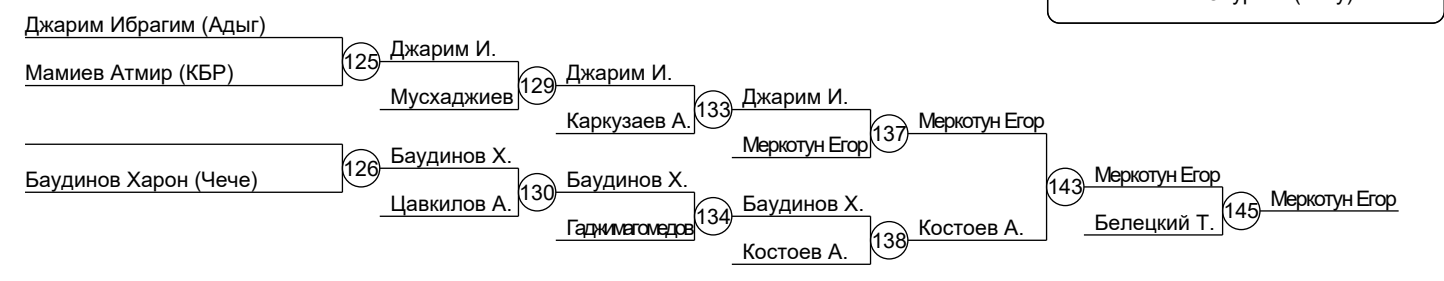 Джарим Ибрагим (Адыг)
125
Джарим И.
Мамиев Атмир (КБР)
129
Джарим И.
Мусхаджиев
133
Джарим И.
Каркузаев А.
137
Меркотун Егор
Меркотун Егор
126
Баудинов Х.
Баудинов Харон (Чече)
130
Баудинов Х.
Цавкилов А.
134
Баудинов Х.
Гаджимагомедов
138
Костоев А.
Костоев А.
143
Меркотун Егор
Белецкий Т.
145
Меркотун Егор